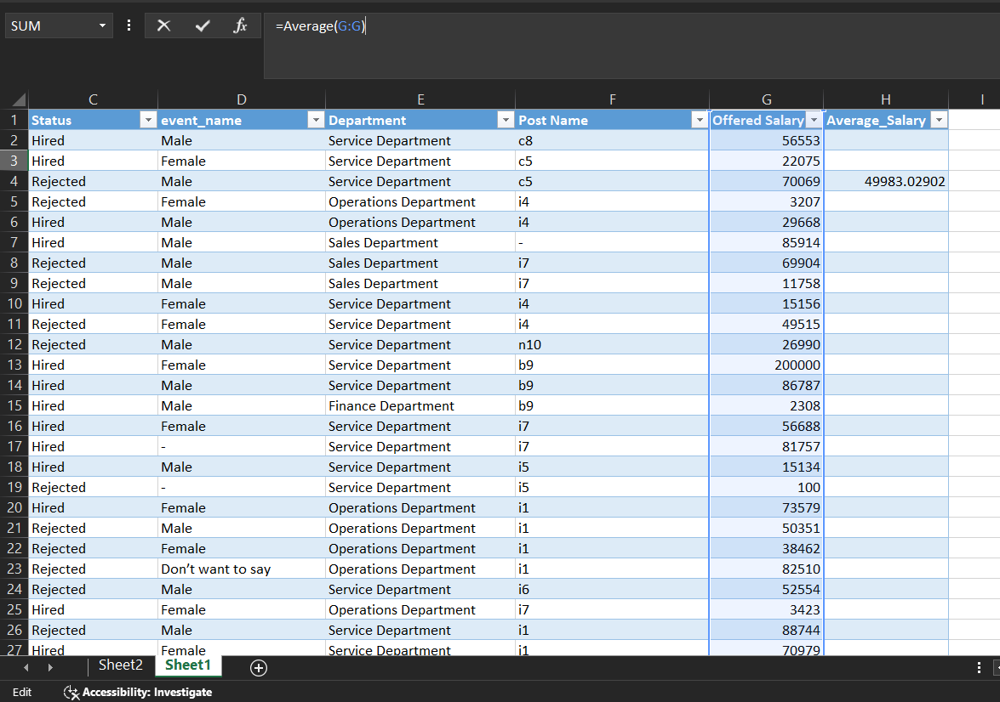 SUM fx =Average(G:G)
C D E F G H I
1 Status event_name Department Post Name Offered Salary Average_Salary
2 Hired Male Service Department c8 56553
3 Hired Female Service Department c5 22075
4 Rejected Male Service Department c5 70069 49983.02902
5 Rejected Female Operations Department i4 3207
6 Hired Male Operations Department i4 29668
7 Hired Male Sales Department - 85914
8 Rejected Male Sales Department i7 69904
9 Rejected Male Sales Department i7 11758
10 Hired Female Service Department i4 15156
11 Rejected Female Service Department i4 49515
12 Rejected Male Service Department n10 26990
13 Hired Female Service Department b9 200000
14 Hired Male Service Department b9 86787
15 Hired Male Finance Department b9 2308
16 Hired Female Service Department i7 56688
17 Hired - Service Department i7 81757
18 Hired Male Service Department i5 15134
19 Rejected - Service Department i5 100
20 Hired Female Operations Department i1 73579
21 Rejected Male Operations Department i1 50351
22 Rejected Female Operations Department i1 38462
23 Rejected Don’t want to say Operations Department i1 82510
24 Rejected Male Service Department i6 52554
25 Hired Female Operations Department i7 3423
26 Rejected Male Service Department i1 88744
27 Hired Female Service Department i1 70979
Sheet2 Sheet1
Edit Accessibility: Investigate